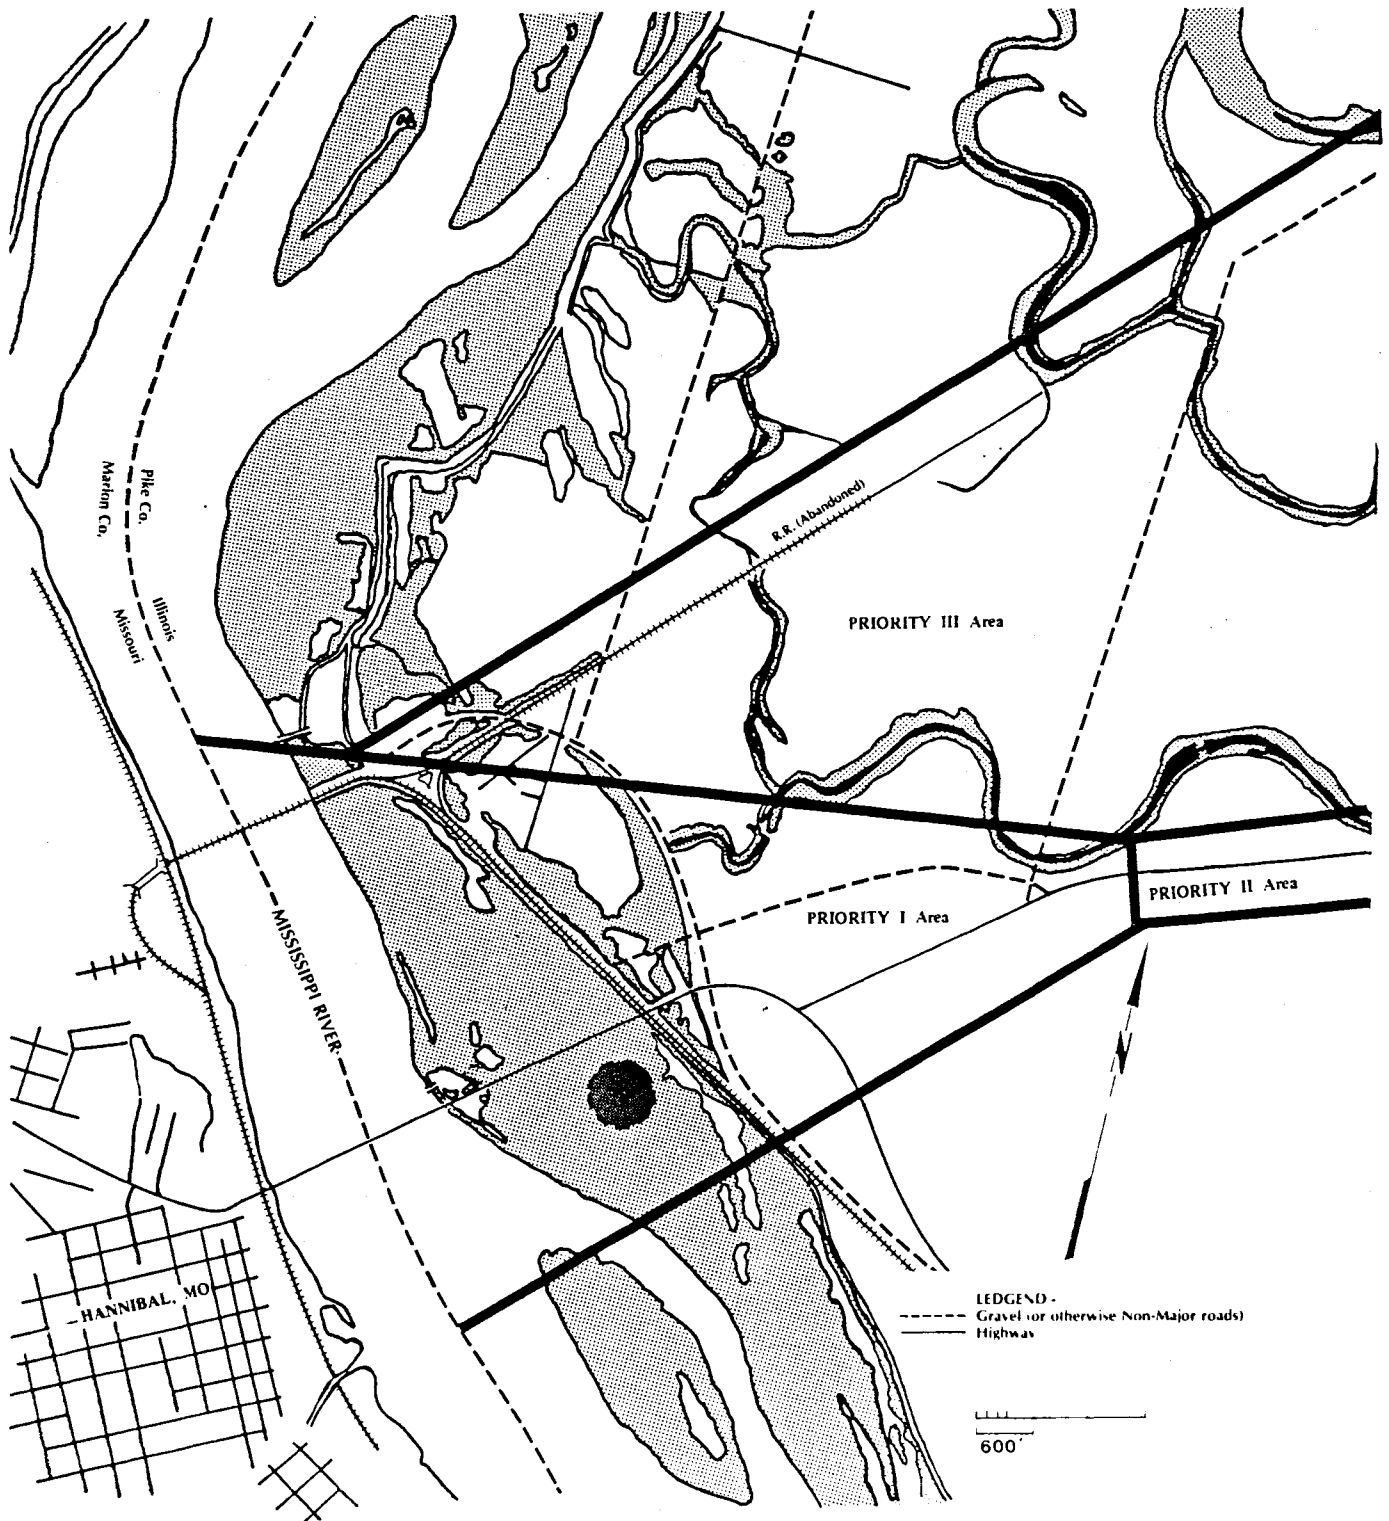 Pike Co.
Marion Co,
Illinois
Missouri
R.R. (Abandoned)
PRIORITY III Area
PRIORITY II Area
PRIORITY I Area
MISSISSIPPI RIVER
N
HANNIBAL, MO
LEDGEND -
Gravel (or otherwise Non-Major roads)
Highway
600'